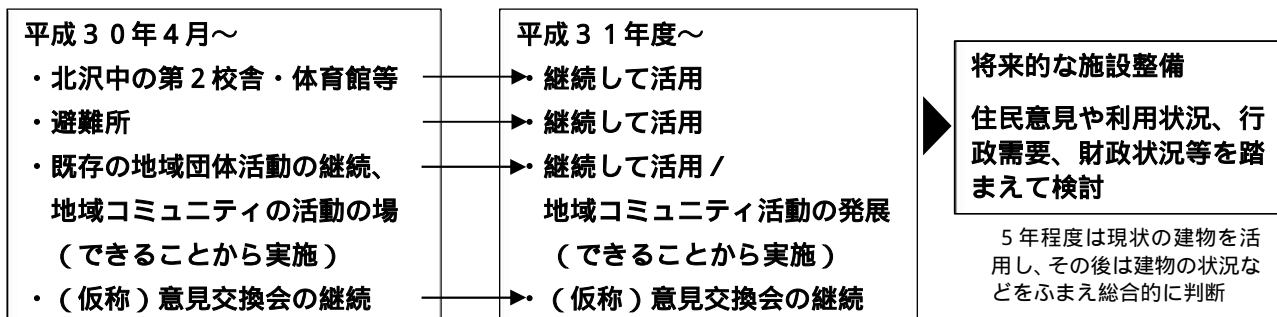 平成３０年４月～
・北沢中の第２校舎・体育館等
・避難所
・既存の地域団体活動の継続、
地域コミュニティの活動の場
（できることから実施）
・（仮称）意見交換会の継続
平成３１年度～
・継続して活用
・継続して活用
・継続して活用／
地域コミュニティ活動の発展
（できることから実施）
・（仮称）意見交換会の継続
将来的な施設整備
住民意見や利用状況、行
政需要、財政状況等を踏
まえて検討
５年程度は現状の建物を活
用し、その後は建物の状況な
どをふまえ総合的に判断